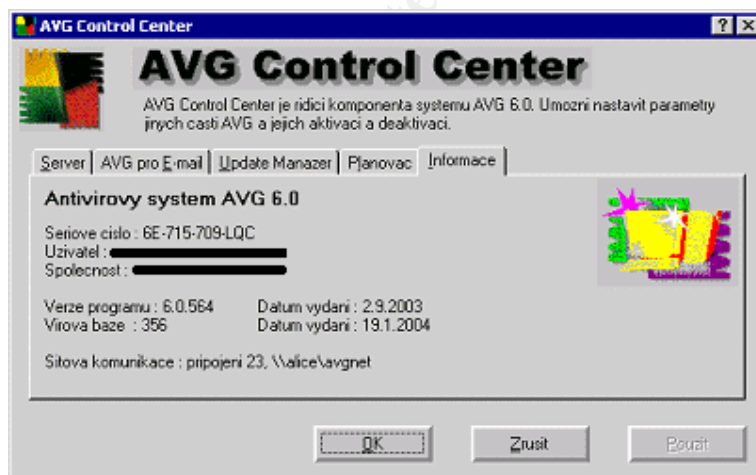 AVG Control Center
AVG Control Center
AVG Control Center je ridici komponenta systemu AVG 6.0. Umozni nastavit parametry
jinych casti AVG a jejich aktivaci a deaktivaci.
Server AVG pro E-mail Update Manazer Planovac Informace
Antivirovy system AVG 6.0
Seriove cislo : 6E-715-709-LQC
Uzivatel :
Spolecnost :
Verze programu : 6.0.564 Datum vydani : 2.9.2003
Virova baze : 356 Datum vydani : 19.1.2004
Sitova komunikace : pripojeni 23, \\alice\avgnet
OK Zrusit Pouzit